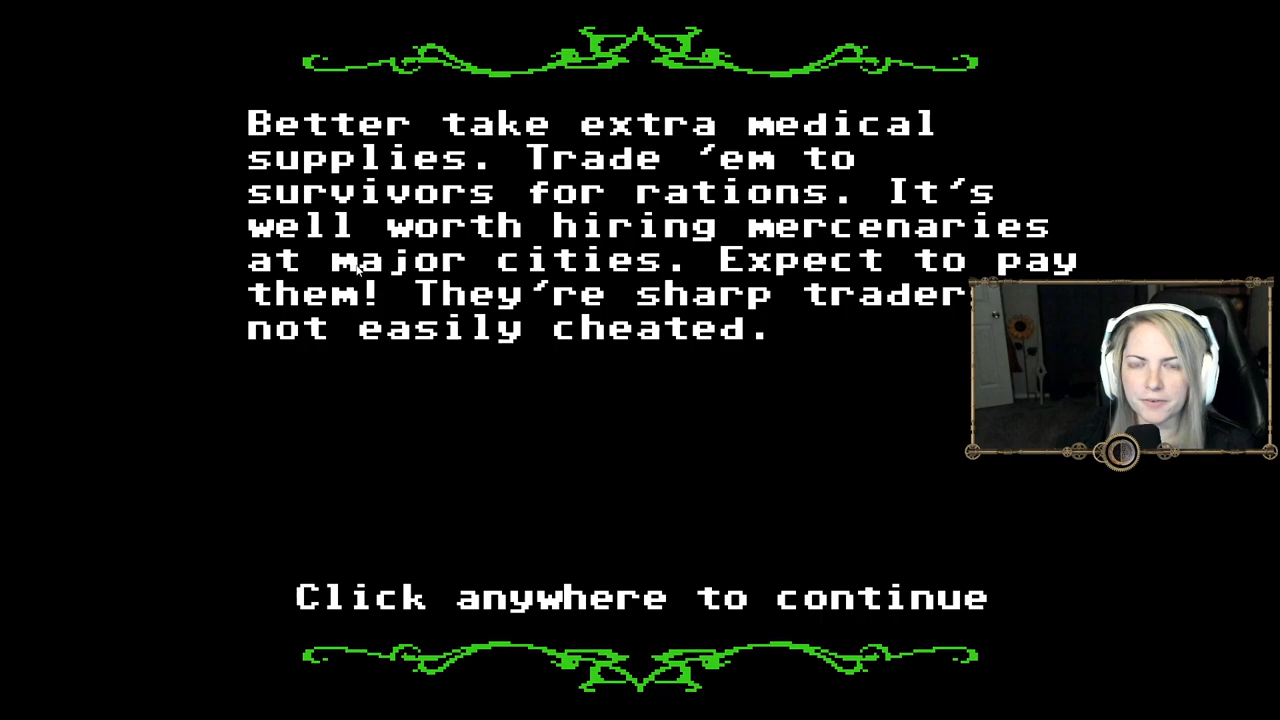 Better take extra medical
supplies. Trade 'em to
survivors for rations. It's
well worth hiring mercenaries
at major cities. Expect to pay
them! They're sharp trader
not easily cheated.
Click anywhere to continue